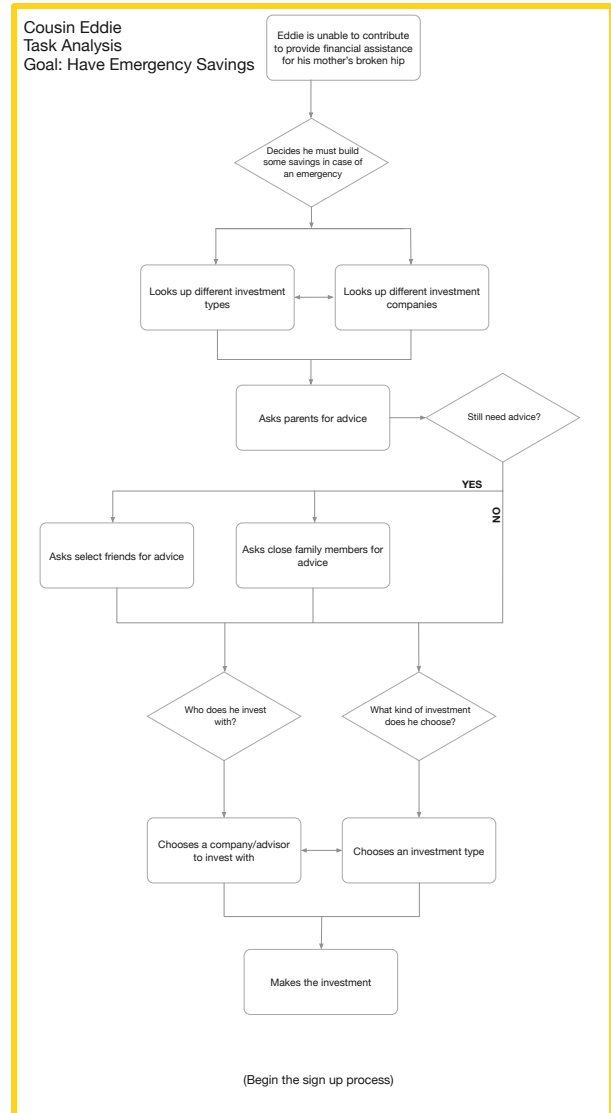 Cousin Eddie
Task Analysis
Goal: Have Emergency Savings
Eddie is unable to contribute
to provide financial assistance
for his mother's broken hip
Decides he must build
some savings in case of
an emergency
Looks up different investment
types
Looks up different investment
companies
Asks parents for advice
Still need advice?
YES
NO
Asks select friends for advice
Asks close family members for
advice
Who does he invest
with?
What kind of investment
does he choose?
Chooses a company/advisor
to invest with
Chooses an investment type
Makes the investment
(Begin the sign up process)